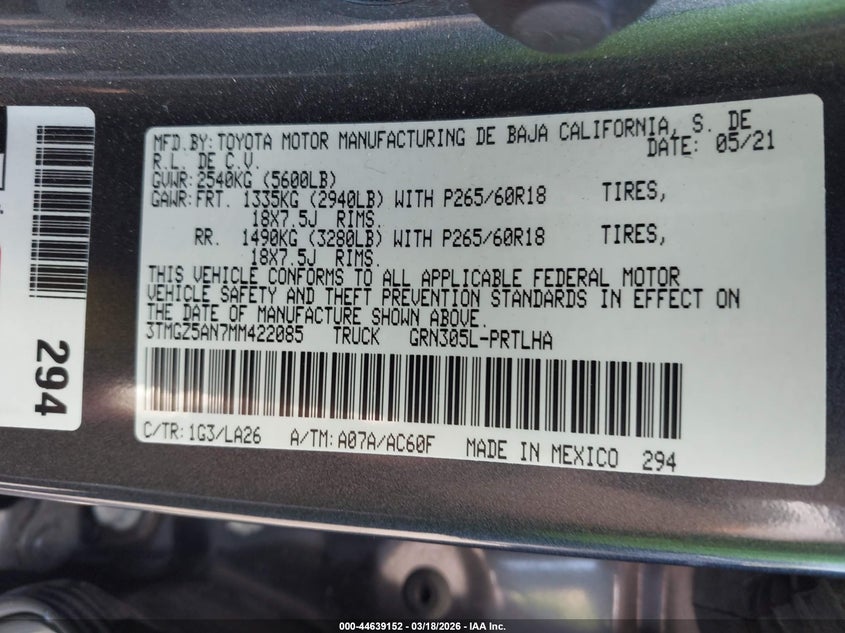 MFD.BY: TOYOTA MOTOR MANUFACTURING DE BAJA CALIFORNIA, S. DE
R.L. DE C.V. DATE: 05/21
GVWR: 2540KG (5600LB)
GAWR: FRT. 1335KG (2940LB) WITH P265/60R18 TIRES,
18X7.5J RIMS.
RR. 1490KG (3280LB) WITH P265/60R18 TIRES,
18X7.5J RIMS.
THIS VEHICLE CONFORMS TO ALL APPLICABLE FEDERAL MOTOR
VEHICLE SAFETY AND THEFT PREVENTION STANDARDS IN EFFECT ON
THE DATE OF MANUFACTURE SHOWN ABOVE.
3TMGZ5AN7MM422085 TRUCK GRN305L-PRTLHA
C/TR: 1G3/LA26 A/TM: A07A/AC60F MADE IN MEXICO 294
294
000-44639152 — 03/18/2026 — IAA Inc.